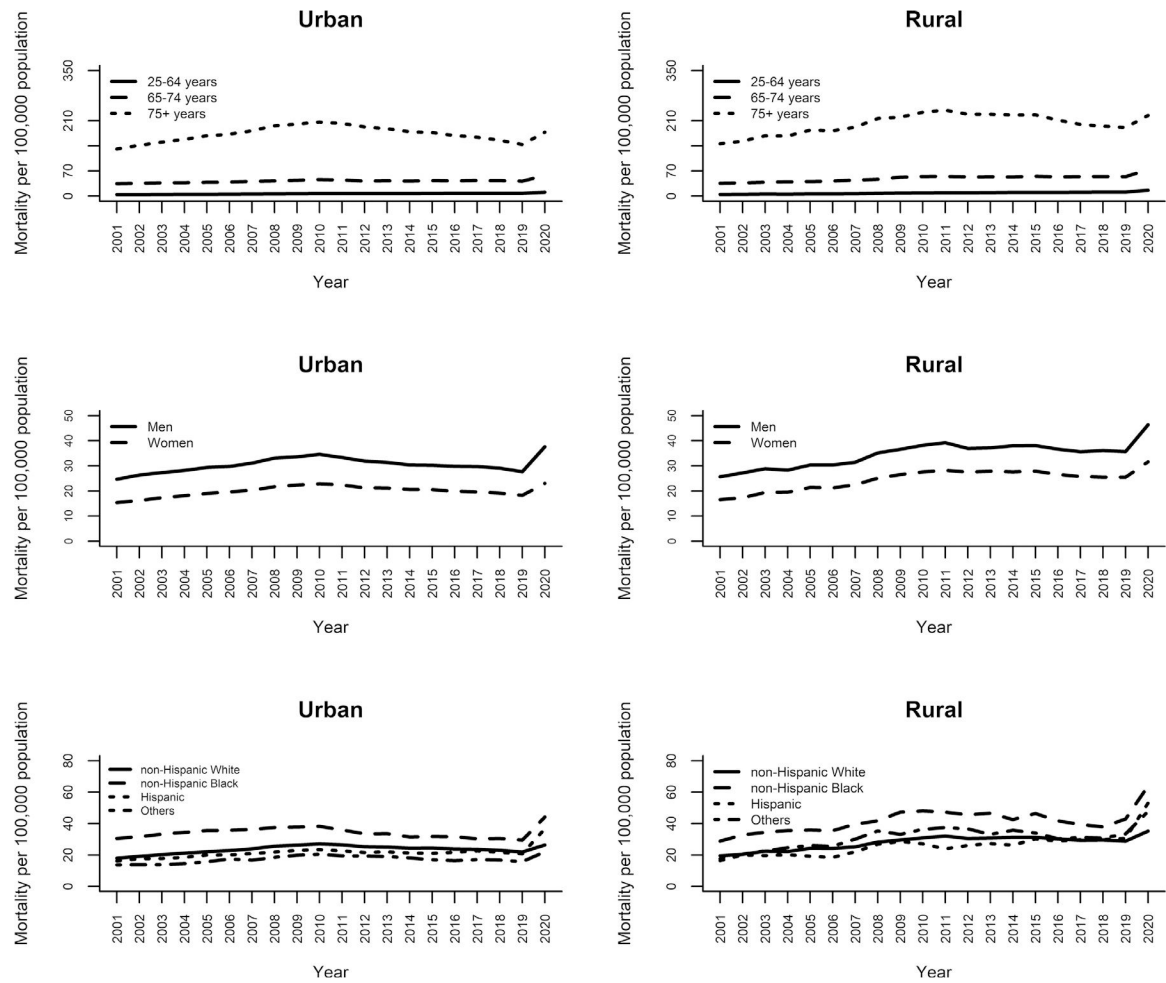 Urban
Mortality per 100,000 population
350
210
70
0
25-64 years
65-74 years
75+ years
2001 2002 2003 2004 2005 2006 2007 2008 2009 2010 2011 2012 2013 2014 2015 2016 2017 2018 2019 2020
Year
Rural
Mortality per 100,000 population
350
210
70
0
25-64 years
65-74 years
75+ years
2001 2002 2003 2004 2005 2006 2007 2008 2009 2010 2011 2012 2013 2014 2015 2016 2017 2018 2019 2020
Year
Urban
Mortality per 100,000 population
50
40
30
20
10
0
Men
Women
2001 2002 2003 2004 2005 2006 2007 2008 2009 2010 2011 2012 2013 2014 2015 2016 2017 2018 2019 2020
Year
Rural
Mortality per 100,000 population
50
40
30
20
10
0
Men
Women
2001 2002 2003 2004 2005 2006 2007 2008 2009 2010 2011 2012 2013 2014 2015 2016 2017 2018 2019 2020
Year
Urban
Mortality per 100,000 population
80
60
40
20
0
non-Hispanic White
non-Hispanic Black
Hispanic
Others
2001 2002 2003 2004 2005 2006 2007 2008 2009 2010 2011 2012 2013 2014 2015 2016 2017 2018 2019 2020
Year
Rural
Mortality per 100,000 population
80
60
40
20
0
non-Hispanic White
non-Hispanic Black
Hispanic
Others
2001 2002 2003 2004 2005 2006 2007 2008 2009 2010 2011 2012 2013 2014 2015 2016 2017 2018 2019 2020
Year